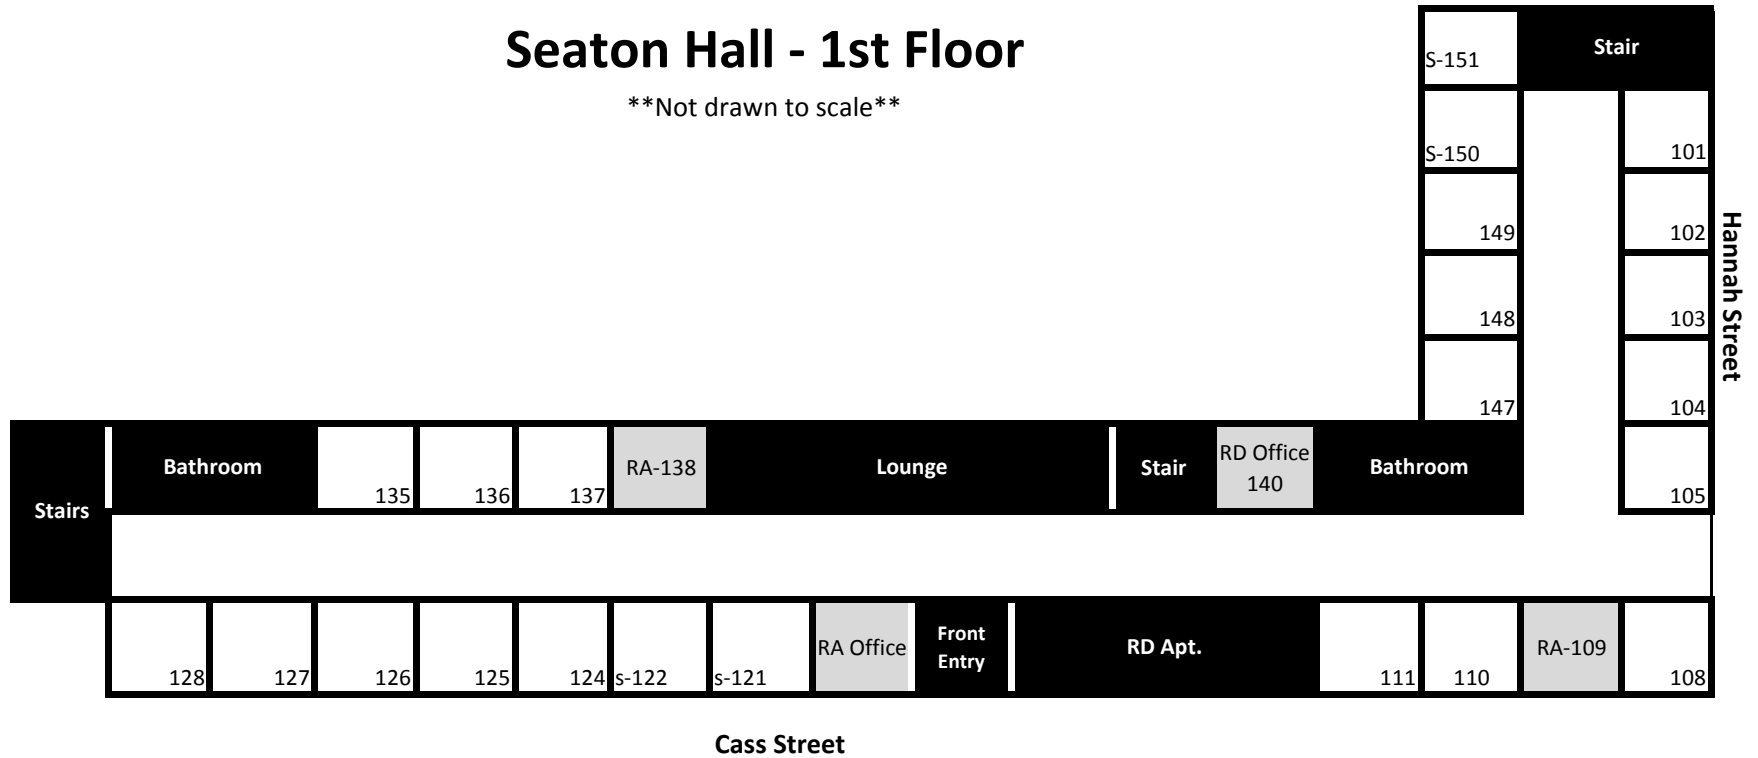 Seaton Hall - 1st Floor
**Not drawn to scale**
S-151
Stair
S-150
101
149
102
148
103
147
104
Hannah Street
Stairs
Bathroom
135
136
137
RA-138
Lounge
Stair
RD Office
140
Bathroom
105
128
127
126
125
124
s-122
s-121
RA Office
Front
Entry
RD Apt.
111
110
RA-109
108
Cass Street